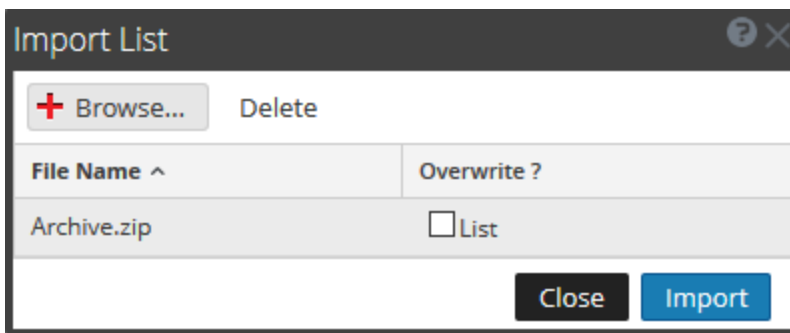 Import List
Browse... Delete
File Name Overwrite ?
Archive.zip List
Close Import